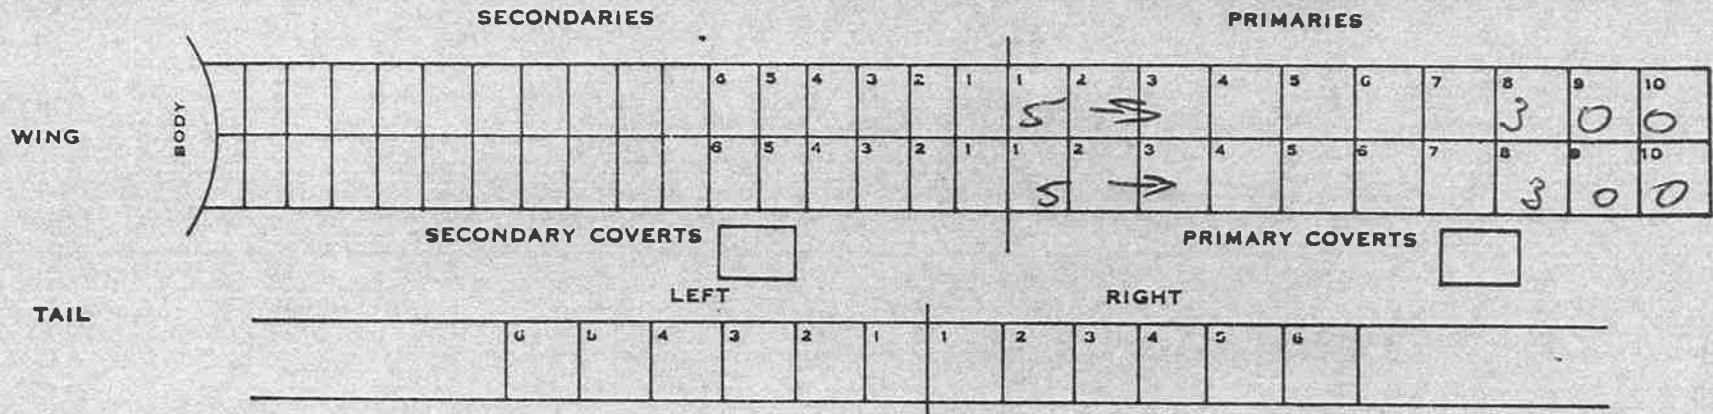 SECONDARIES PRIMARIES
6 5 4 3 2 1 1 2 3 4 5 6 7 8 9 10
5 → 3 0 0
WING BODY
6 5 4 3 2 1 1 2 3 4 5 6 7 8 9 10
5 → 3 0 0
SECONDARY COVERTS PRIMARY COVERTS
LEFT RIGHT
TAIL
6 5 4 3 2 1 1 2 3 4 5 6